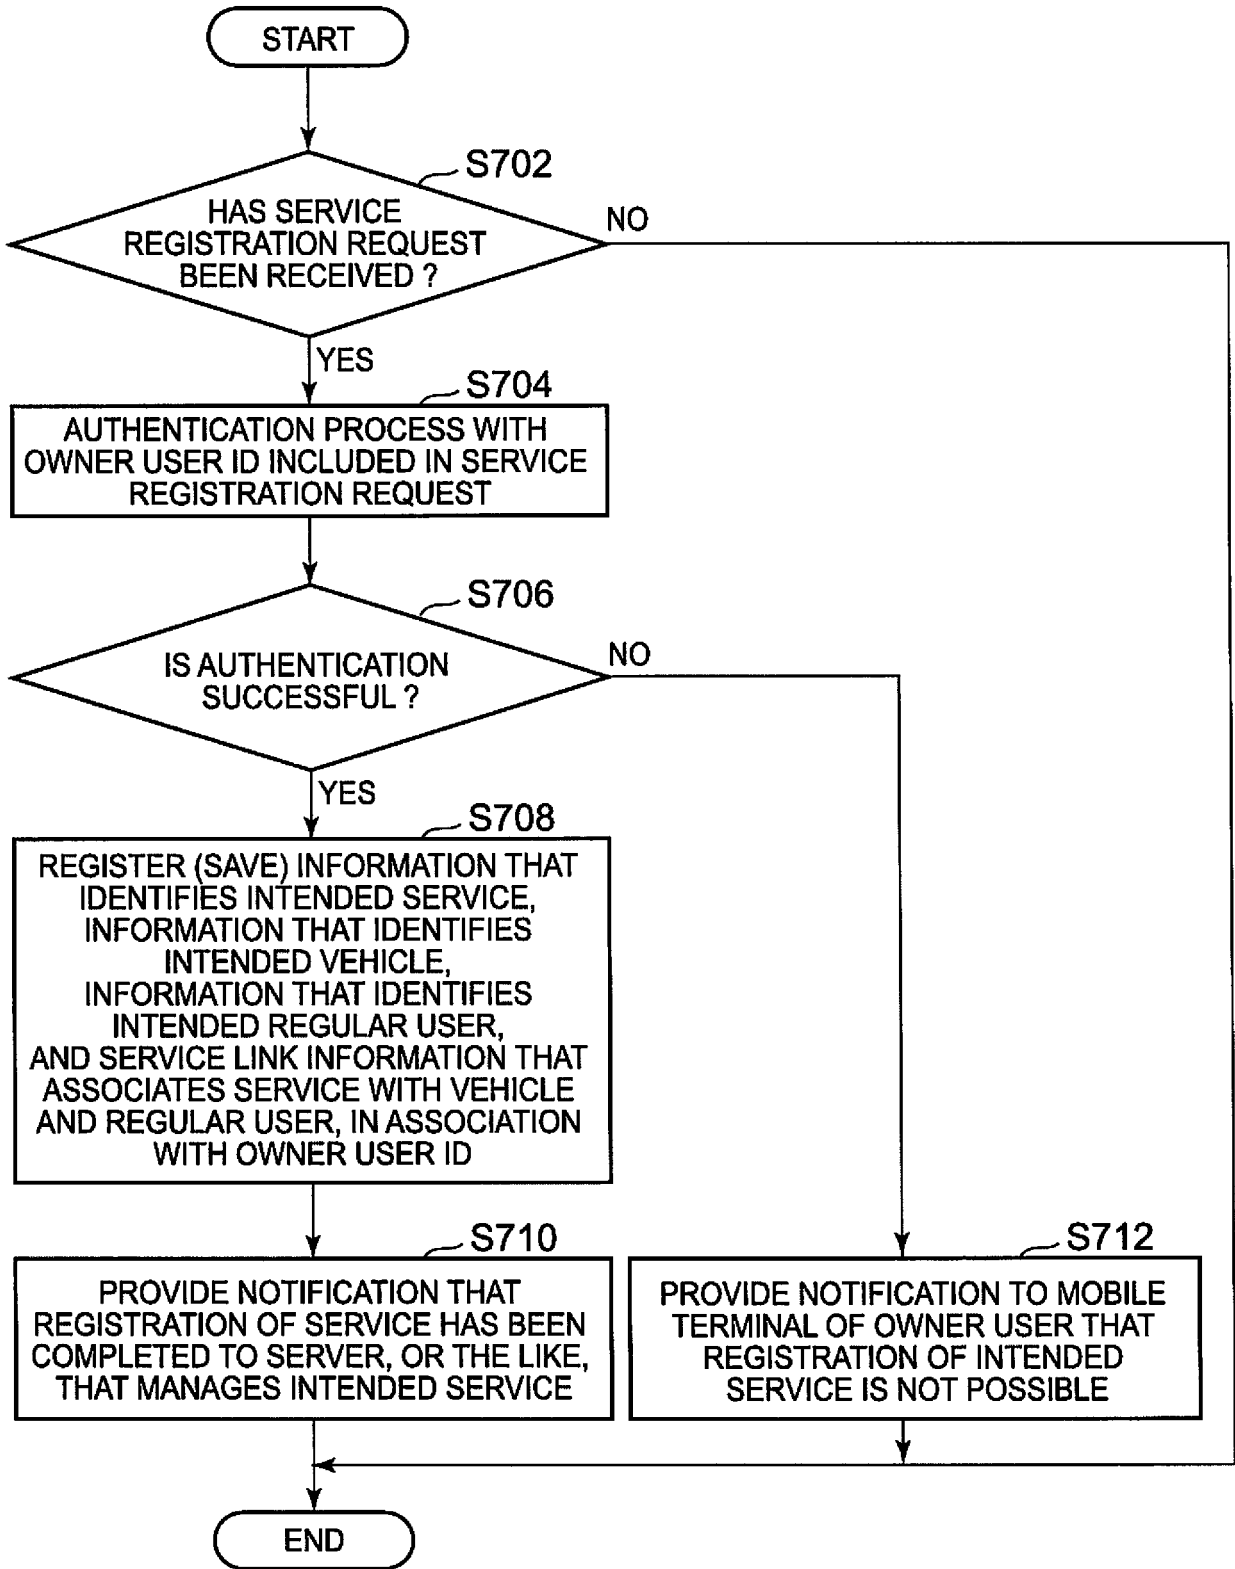 START
S702
HAS SERVICE
REGISTRATION REQUEST
BEEN RECEIVED ?
NO
YES
S704
AUTHENTICATION PROCESS WITH
OWNER USER ID INCLUDED IN SERVICE
REGISTRATION REQUEST
S706
IS AUTHENTICATION
SUCCESSFUL ?
NO
YES
S708
REGISTER (SAVE) INFORMATION THAT
IDENTIFIES INTENDED SERVICE,
INFORMATION THAT IDENTIFIES
INTENDED VEHICLE,
INFORMATION THAT IDENTIFIES
INTENDED REGULAR USER,
AND SERVICE LINK INFORMATION THAT
ASSOCIATES SERVICE WITH VEHICLE
AND REGULAR USER, IN ASSOCIATION
WITH OWNER USER ID
S710
PROVIDE NOTIFICATION THAT
REGISTRATION OF SERVICE HAS BEEN
COMPLETED TO SERVER, OR THE LIKE,
THAT MANAGES INTENDED SERVICE
S712
PROVIDE NOTIFICATION TO MOBILE
TERMINAL OF OWNER USER THAT
REGISTRATION OF INTENDED
SERVICE IS NOT POSSIBLE
END